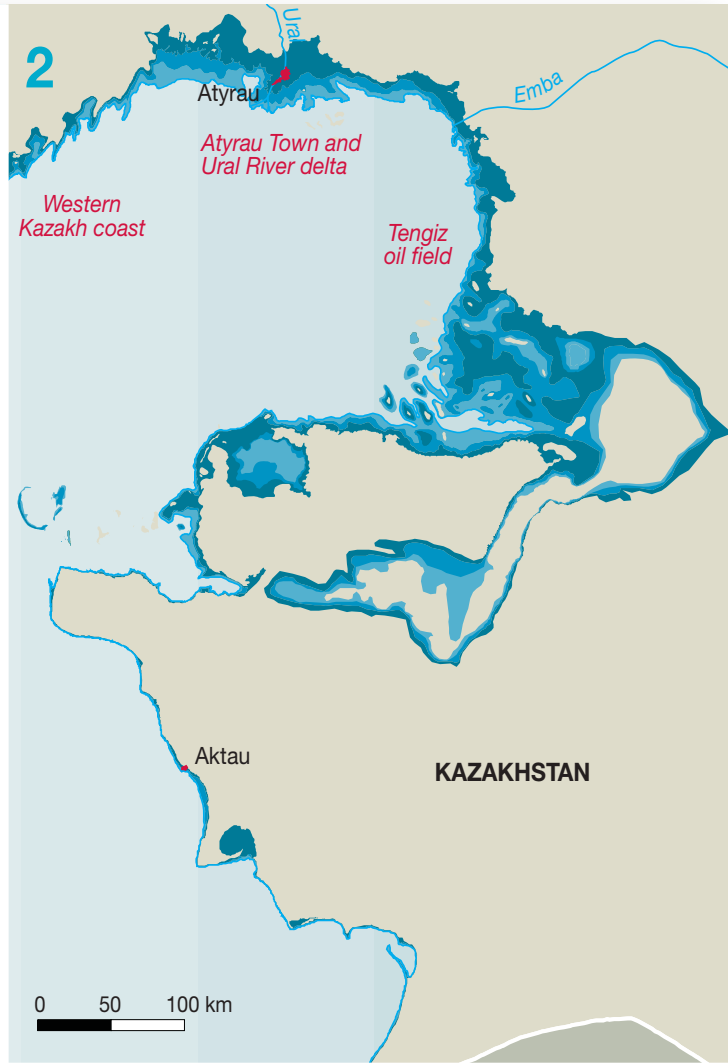 2
Ural
Atyrau
Emba
Atyrau Town and
Ural River delta
Western
Kazakh coast
Tengiz
oil field
Aktau
KAZAKHSTAN
0 50 100 km